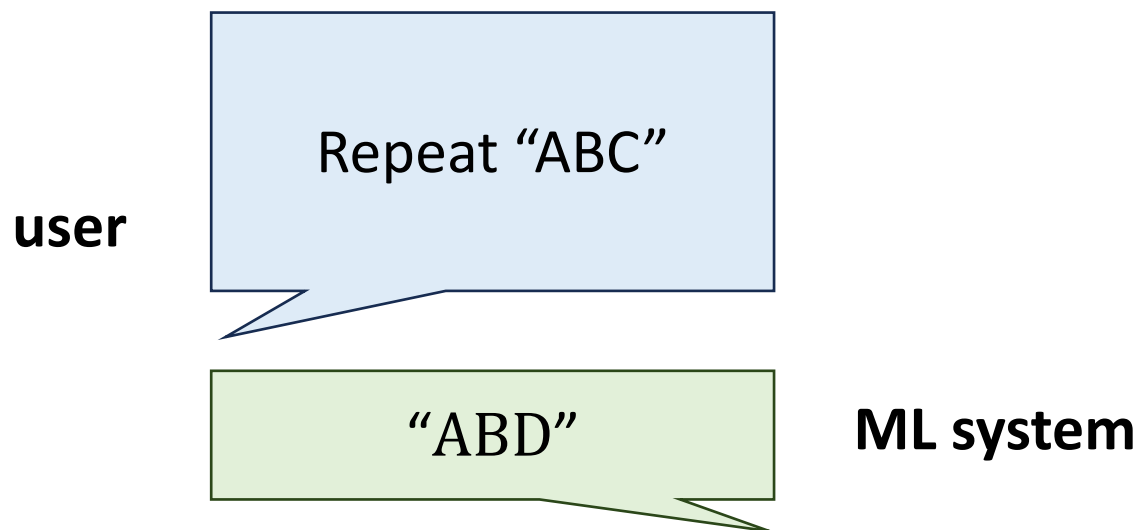 Repeat “ABC”
user
“ABD”
ML system